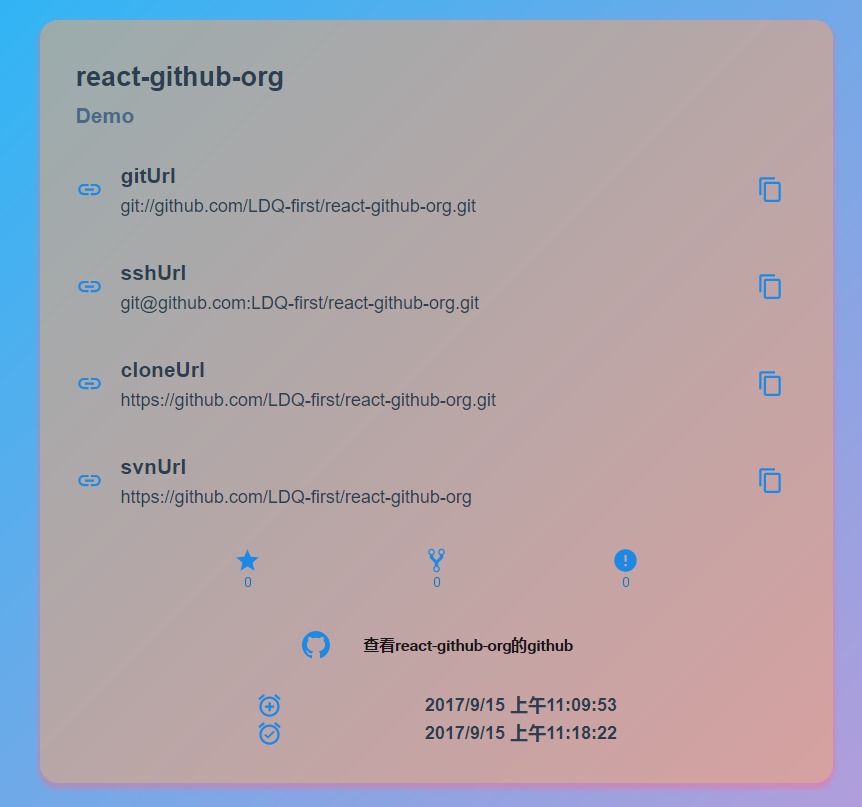 react-github-org
Demo
gitUrl
git://github.com/LDQ-first/react-github-org.git
sshUrl
git@github.com:LDQ-first/react-github-org.git
cloneUrl
https://github.com/LDQ-first/react-github-org.git
svnUrl
https://github.com/LDQ-first/react-github-org
0 0 0
查看react-github-org的github
2017/9/15 上午11:09:53
2017/9/15 上午11:18:22